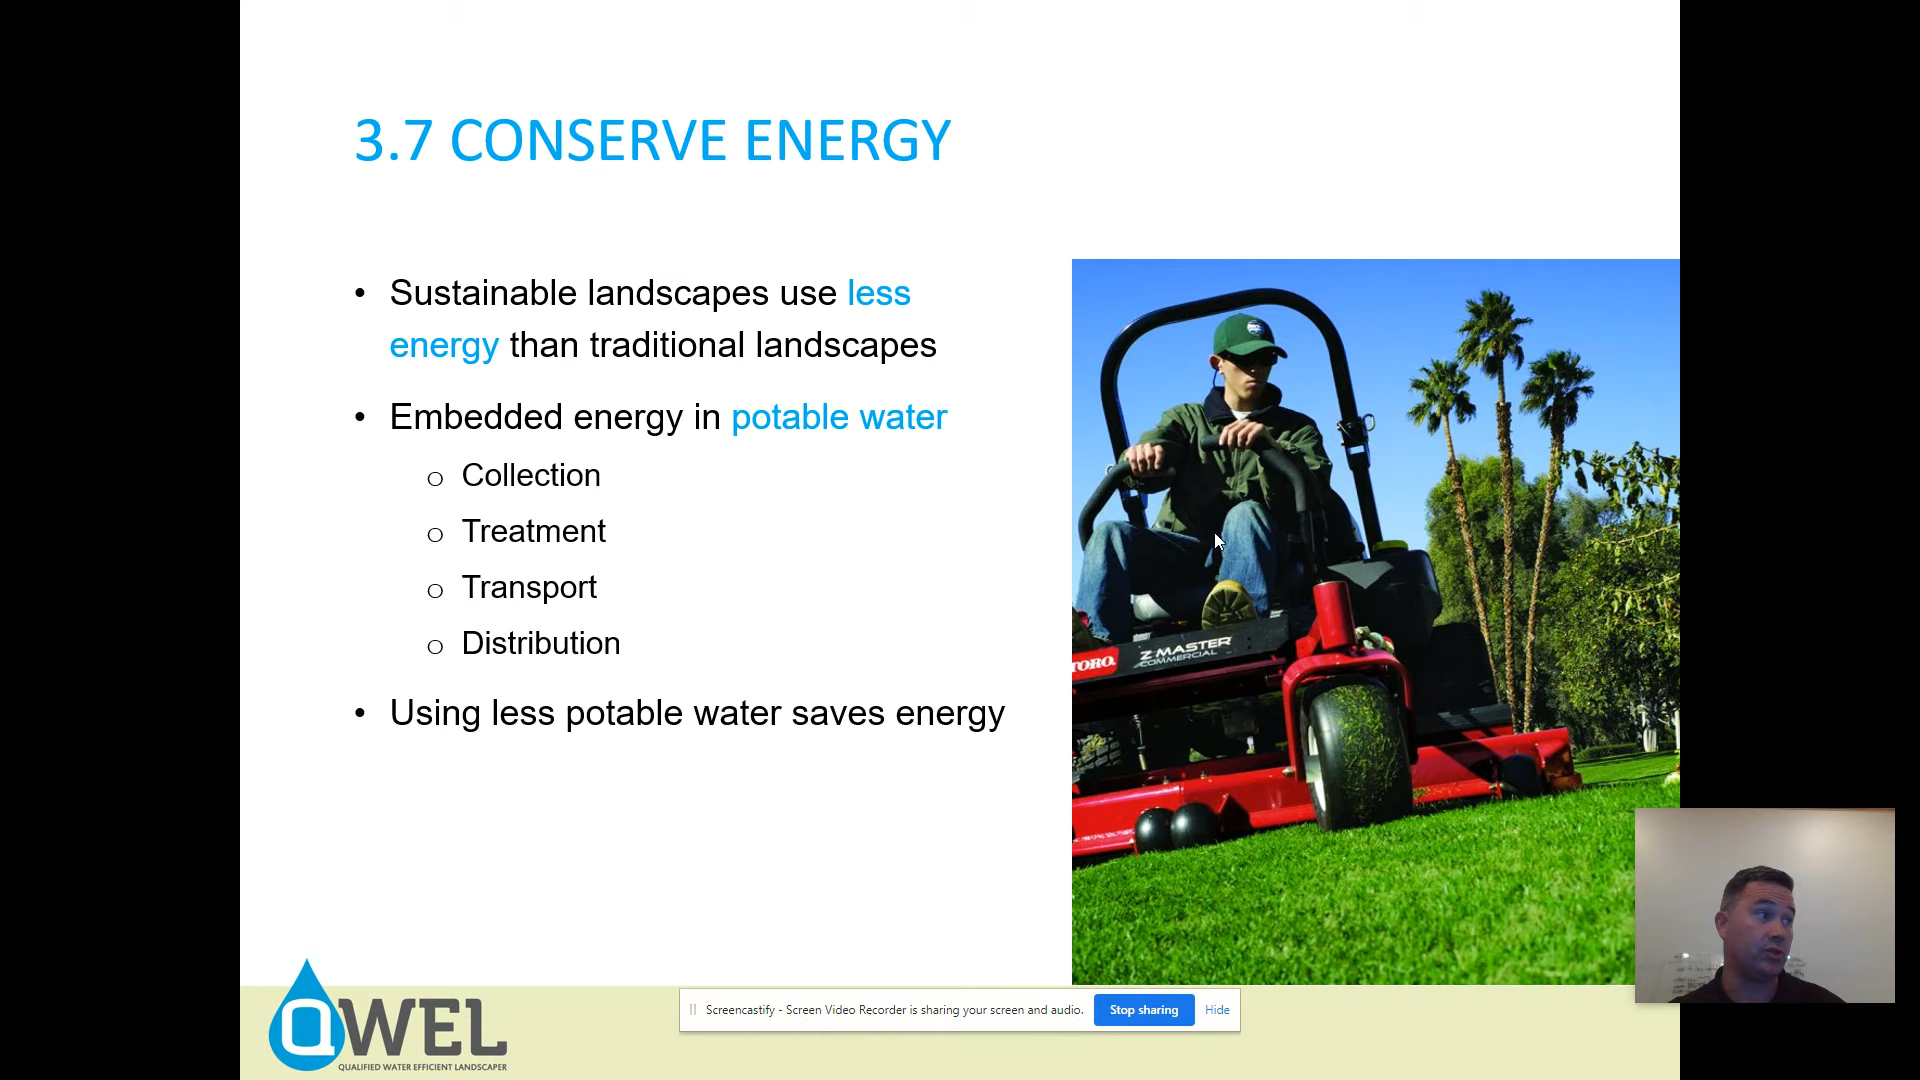 3.7 CONSERVE ENERGY
• Sustainable landscapes use less
energy than traditional landscapes
• Embedded energy in potable water
o Collection
o Treatment
o Transport
o Distribution
• Using less potable water saves energy
TORO.
Z MASTER
COMMERCIAL
QWEL
QUALIFIED WATER EFFICIENT LANDSCAPER
Screencastify - Screen Video Recorder is sharing your screen and audio.
Stop sharing
Hide